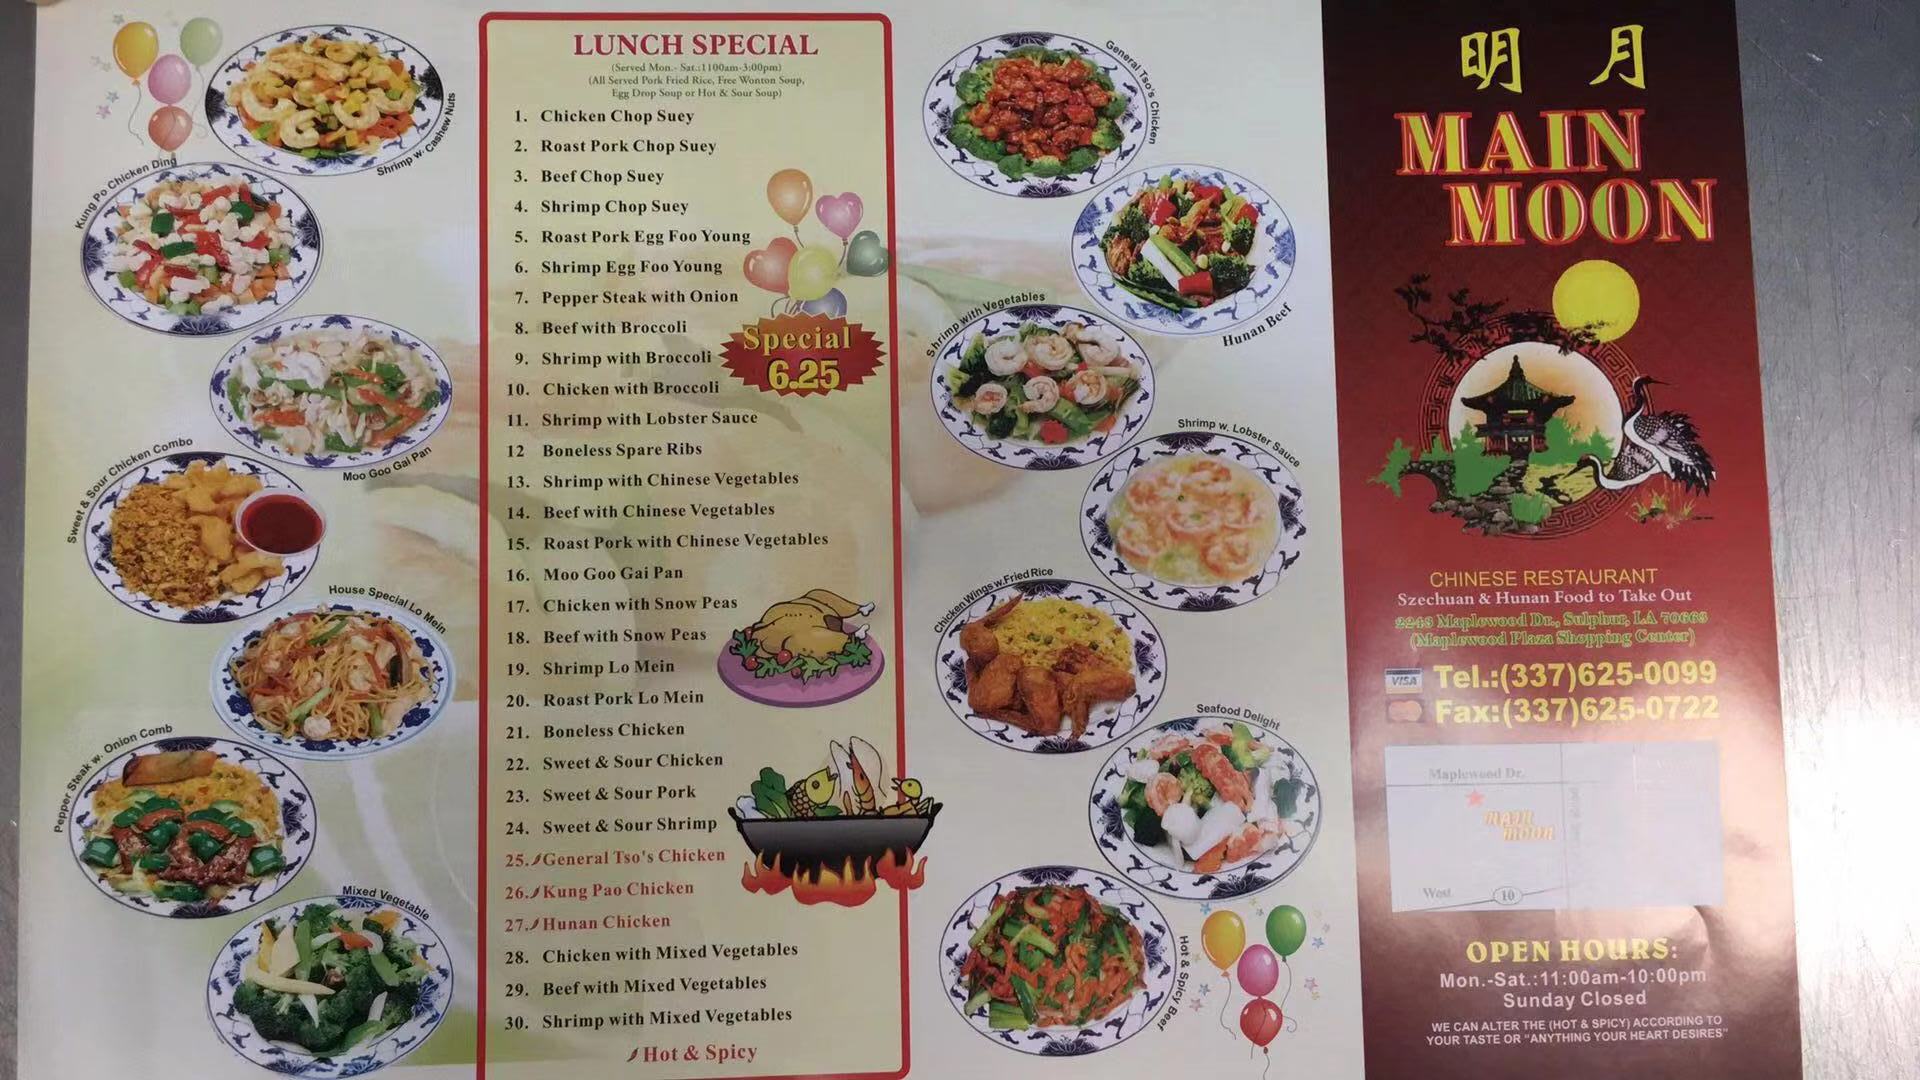 Shrimp w. Cashew Nuts
Kung Po Chicken Ding
Moo Goo Gai Pan
Sweet & Sour Chicken Combo
House Special Lo Mein
Pepper Steak w. Onion Comb
Mixed Vegetable
LUNCH SPECIAL
(Served Mon.- Sat.:1100am-3:00pm)
(All Served Pork Fried Rice, Free Wonton Soup,
Egg Drop Soup or Hot & Sour Soup)
1. Chicken Chop Suey
2. Roast Pork Chop Suey
3. Beef Chop Suey
4. Shrimp Chop Suey
5. Roast Pork Egg Foo Young
6. Shrimp Egg Foo Young
7. Pepper Steak with Onion
8. Beef with Broccoli
9. Shrimp with Broccoli
10. Chicken with Broccoli
11. Shrimp with Lobster Sauce
12 Boneless Spare Ribs
13. Shrimp with Chinese Vegetables
14. Beef with Chinese Vegetables
15. Roast Pork with Chinese Vegetables
16. Moo Goo Gai Pan
17. Chicken with Snow Peas
18. Beef with Snow Peas
19. Shrimp Lo Mein
20. Roast Pork Lo Mein
21. Boneless Chicken
22. Sweet & Sour Chicken
23. Sweet & Sour Pork
24. Sweet & Sour Shrimp
25. General Tso's Chicken
26. Kung Pao Chicken
27. Hunan Chicken
28. Chicken with Mixed Vegetables
29. Beef with Mixed Vegetables
30. Shrimp with Mixed Vegetables
Hot & Spicy
Special
6.25
General Tso's Chicken
Hunan Beef
Shrimp with Vegetables
Shrimp w. Lobster Sauce
Chicken Wings w.Fried Rice
Seafood Delight
Hot & Spicy Beef
明 月
MAIN
MOON
CHINESE RESTAURANT
Szechuan & Hunan Food to Take Out
2243 Maplewood Dr., Sulphur, LA 70663
(Maplewood Plaza Shopping Center)
VISA
Tel.:(337)625-0099
Fax:(337)625-0722
Maplewood Dr.
MAIN
MOON
West
10
OPEN HOURS:
Mon.-Sat.:11:00am-10:00pm
Sunday Closed
WE CAN ALTER THE (HOT & SPICY) ACCORDING TO
YOUR TASTE OR "ANYTHING YOUR HEART DESIRES"